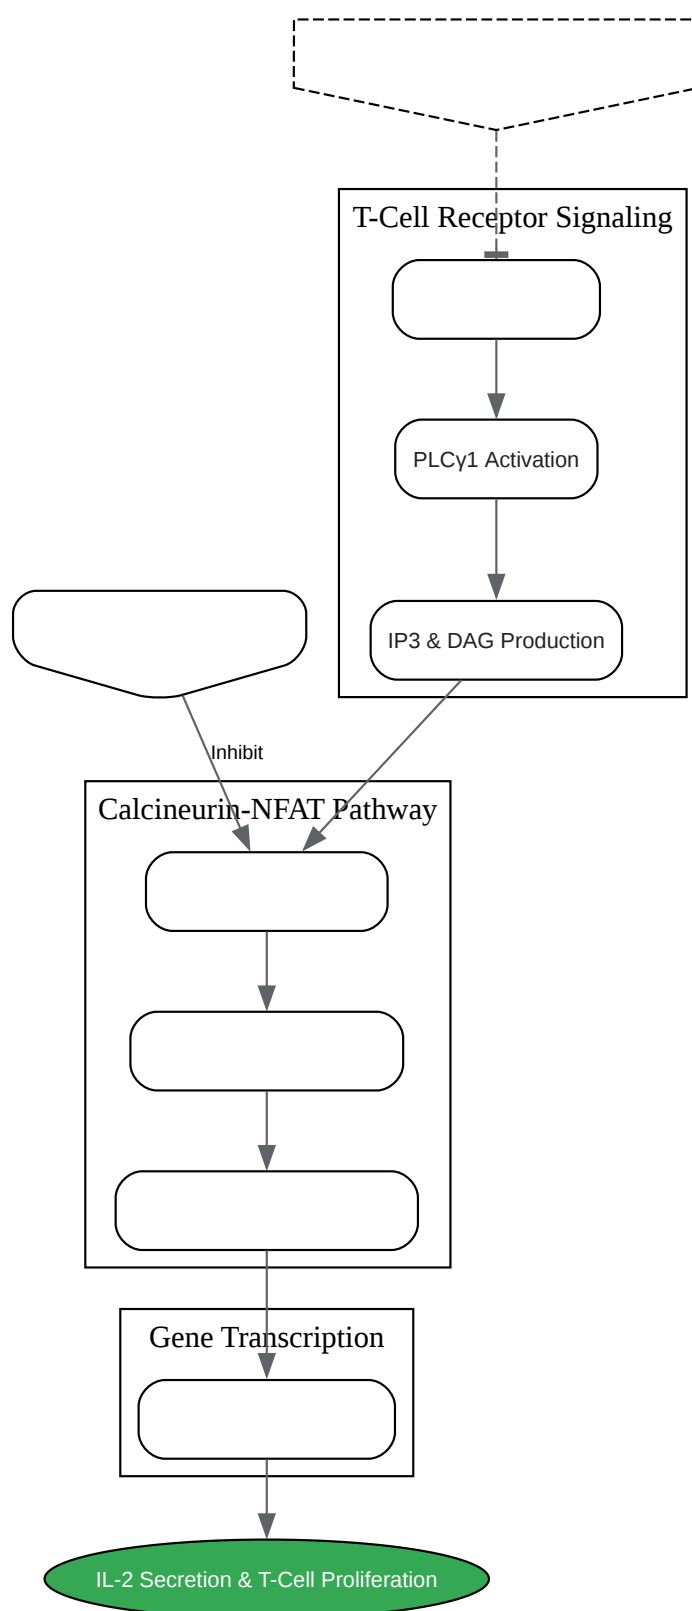 T-Cell Receptor Signaling
PLCγ1 Activation
IP3 & DAG Production
Inhibit
Calcineurin-NFAT Pathway
Gene Transcription
IL-2 Secretion & T-Cell Proliferation